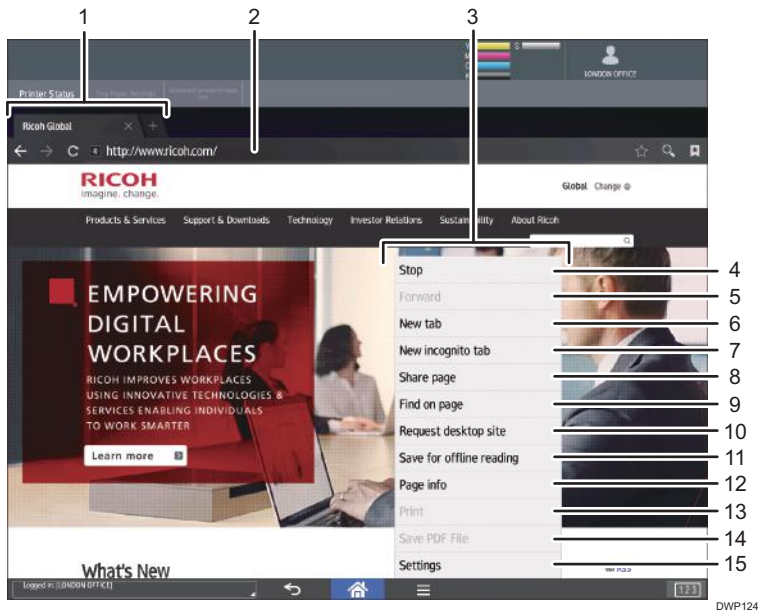 1
2
3
LONDON OFFICE
Printer Status
Ricoh Global
http://www.ricoh.com/
RICOH
imagine. change.
Global Change
Products & Services Support & Downloads Technology Investor Relations Sustainability About Ricoh
EMPOWERING
DIGITAL
WORKPLACES
RICOH IMPROVES WORKPLACES
USING INNOVATIVE TECHNOLOGIES &
SERVICES ENABLING INDIVIDUALS
TO WORK SMARTER
Learn more
Stop 4
Forward 5
New tab 6
New incognito tab 7
Share page 8
Find on page 9
Request desktop site 10
Save for offline reading 11
Page info 12
Print 13
Save PDF File 14
Settings 15
What's New
RSS
Logged in: [LONDON OFFICE]
123
DWP124